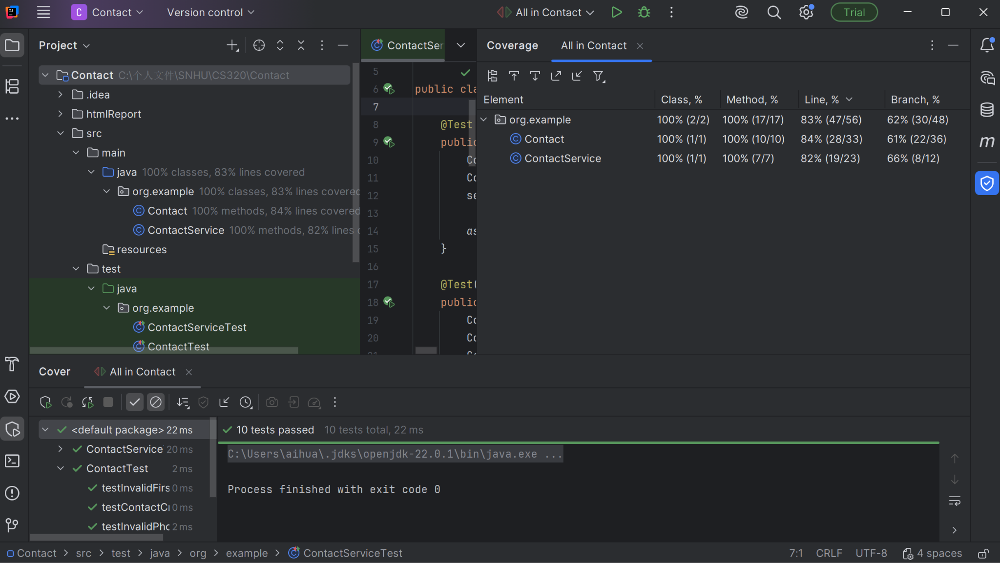 C Contact Version control All in Contact Trial
Project
Contact C:\个人文件\SNHU\CS320\Contact
.idea
htmlReport
src
main
java 100% classes, 83% lines covered
org.example 100% classes, 83% lines covered
Contact 100% methods, 84% lines covered
ContactService 100% methods, 82% lines
resources
test
java
org.example
ContactServiceTest
ContactTest
ContactSer
5
6 public cla
7
8 @Test
9 public
10 Co
11 Co
12 se
13
14 as
15 }
16
17 @Test(
18 public
19 Co
20 Co
Coverage All in Contact
Element Class, % Method, % Line, % Branch, %
org.example 100% (2/2) 100% (17/17) 83% (47/56) 62% (30/48)
Contact 100% (1/1) 100% (10/10) 84% (28/33) 61% (22/36)
ContactService 100% (1/1) 100% (7/7) 82% (19/23) 66% (8/12)
m
Cover All in Contact
<default package> 22 ms
ContactService 20 ms
ContactTest 2 ms
testInvalidFirs 0 ms
testContactCr 0 ms
testInvalidPho 2 ms
10 tests passed 10 tests total, 22 ms
C:\Users\aihua\.jdks\openjdk-22.0.1\bin\java.exe ...
Process finished with exit code 0
Contact > src > test > java > org > example > ContactServiceTest
7:1 CRLF UTF-8 4 spaces